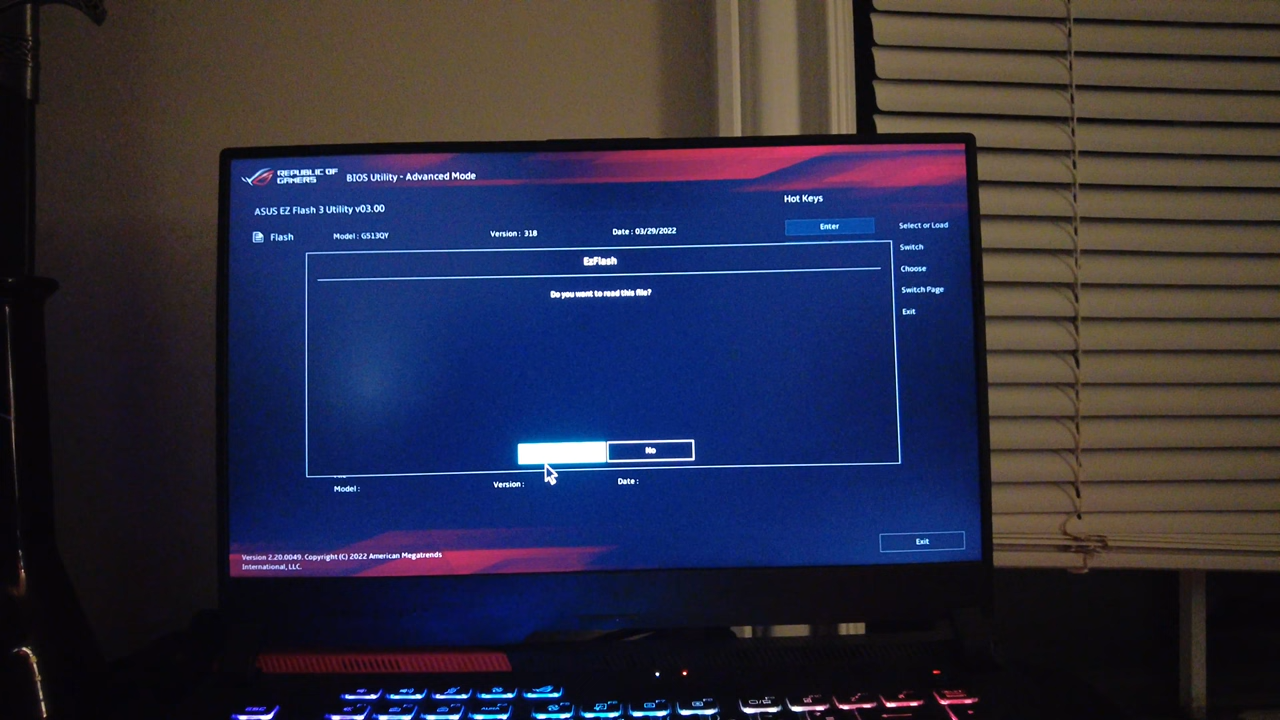 REPUBLIC OF
GAMERS
BIOS Utility - Advanced Mode
Hot Keys
ASUS EZ Flash 3 Utility v03.00
Enter
Select or Load
Flash
Model : G513QY
Version : 318
Date : 03/29/2022
Switch
EzFlash
Choose
Do you want to read this file?
Switch Page
Exit
No
Model :
Version :
Date :
Exit
Version 2.20.0049. Copyright (C) 2022 American Megatrends
International, LLC.
ESC